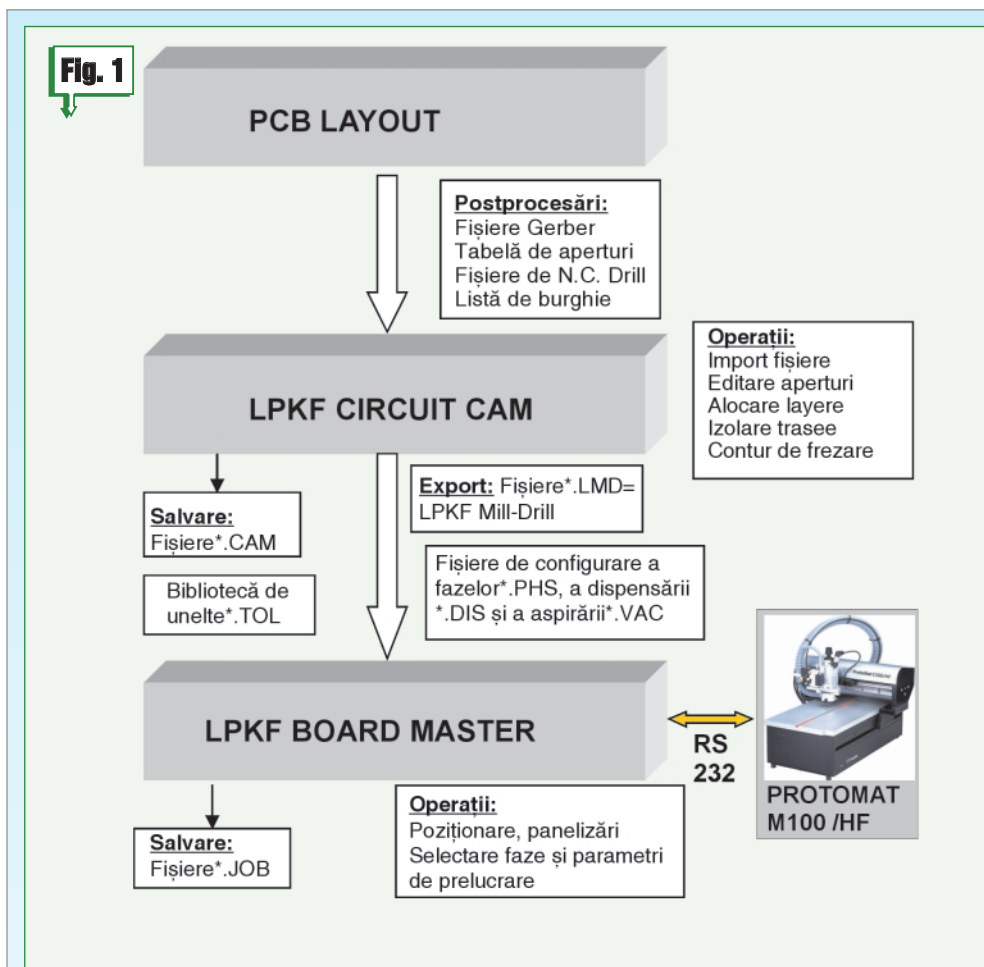 Fig. 1
PCB LAYOUT
Postprocesări:
Fișiere Gerber
Tabelă de aperturi
Fișiere de N.C. Drill
Listă de burghie
LPKF CIRCUIT CAM
Operații:
Import fișiere
Editare aperturi
Alocare layere
Izolare trasee
Contur de frezare
Export: Fișiere*.LMD=
LPKF Mill-Drill
Salvare:
Fișiere*.CAM
Bibliotecă de
unelte*.TOL
Fișiere de configurare a
fazelor*.PHS, a dispensării
*.DIS și a aspirării*.VAC
LPKF BOARD MASTER
RS
232
PROTOMAT
M100 /HF
Salvare:
Fișiere*.JOB
Operații:
Poziționare, panelizări
Selectare faze și parametri
de prelucrare